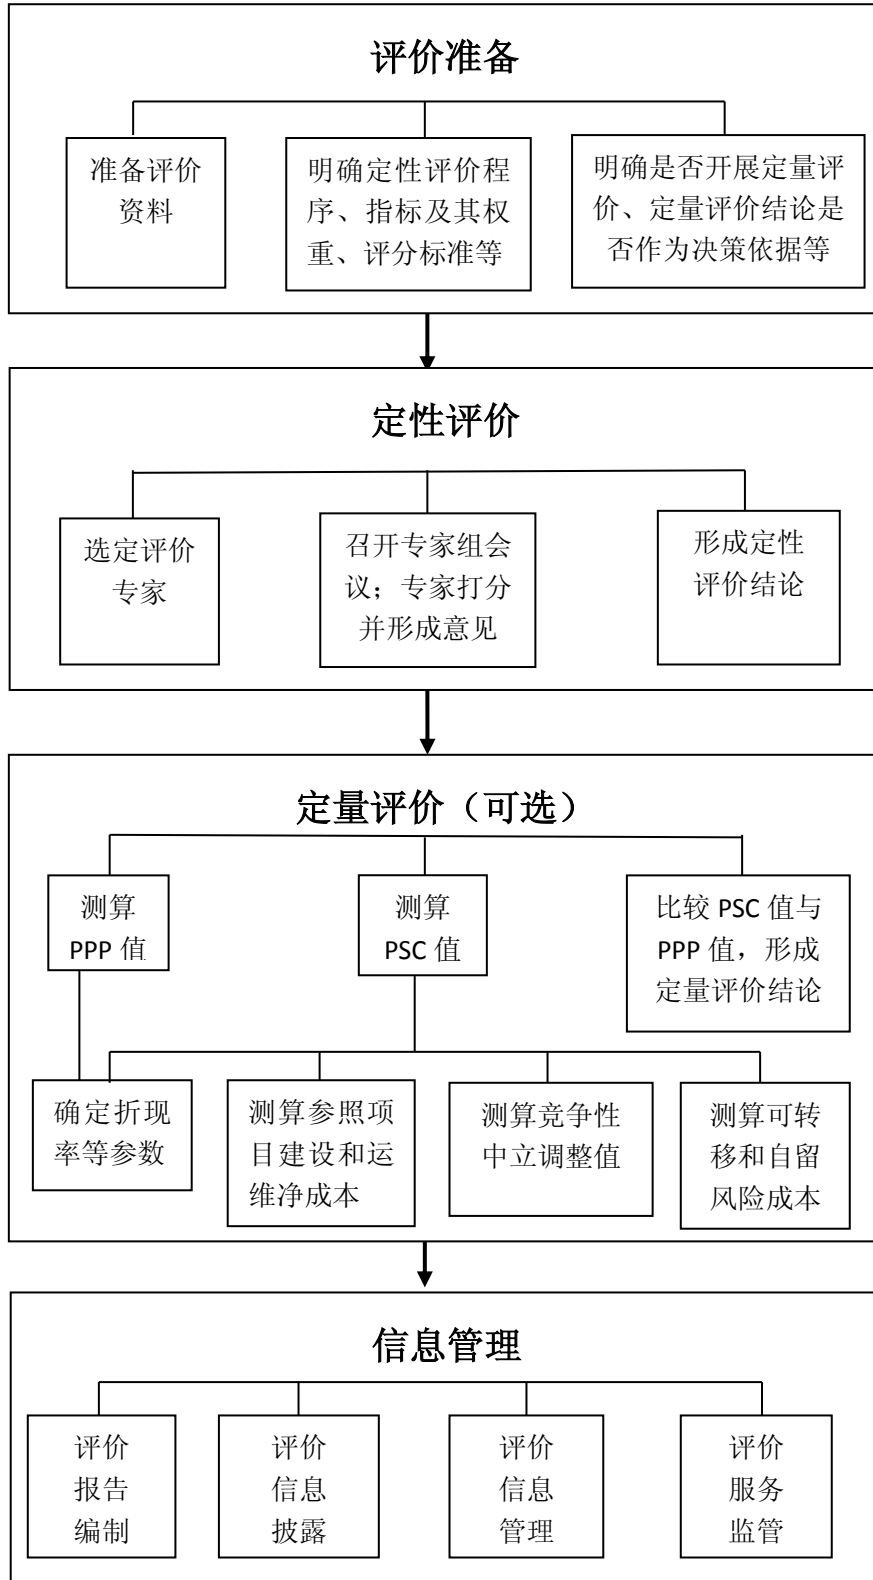 评价准备
准备评价
资料
明确定性评价程
序、指标及其权
重、评分标准等
明确是否开展定量评
价、定量评价结论是
否作为决策依据等
定性评价
选定评价
专家
召开专家组会
议；专家打分
并形成意见
形成定性
评价结论
定量评价（可选）
测算
PPP 值
测算
PSC 值
比较 PSC 值与
PPP 值，形成
定量评价结论
确定折现
率等参数
测算参照项
目建设和运
维净成本
测算竞争性
中立调整值
测算可转
移和自留
风险成本
信息管理
评价
报告
编制
评价
信息
披露
评价
信息
管理
评价
服务
监管